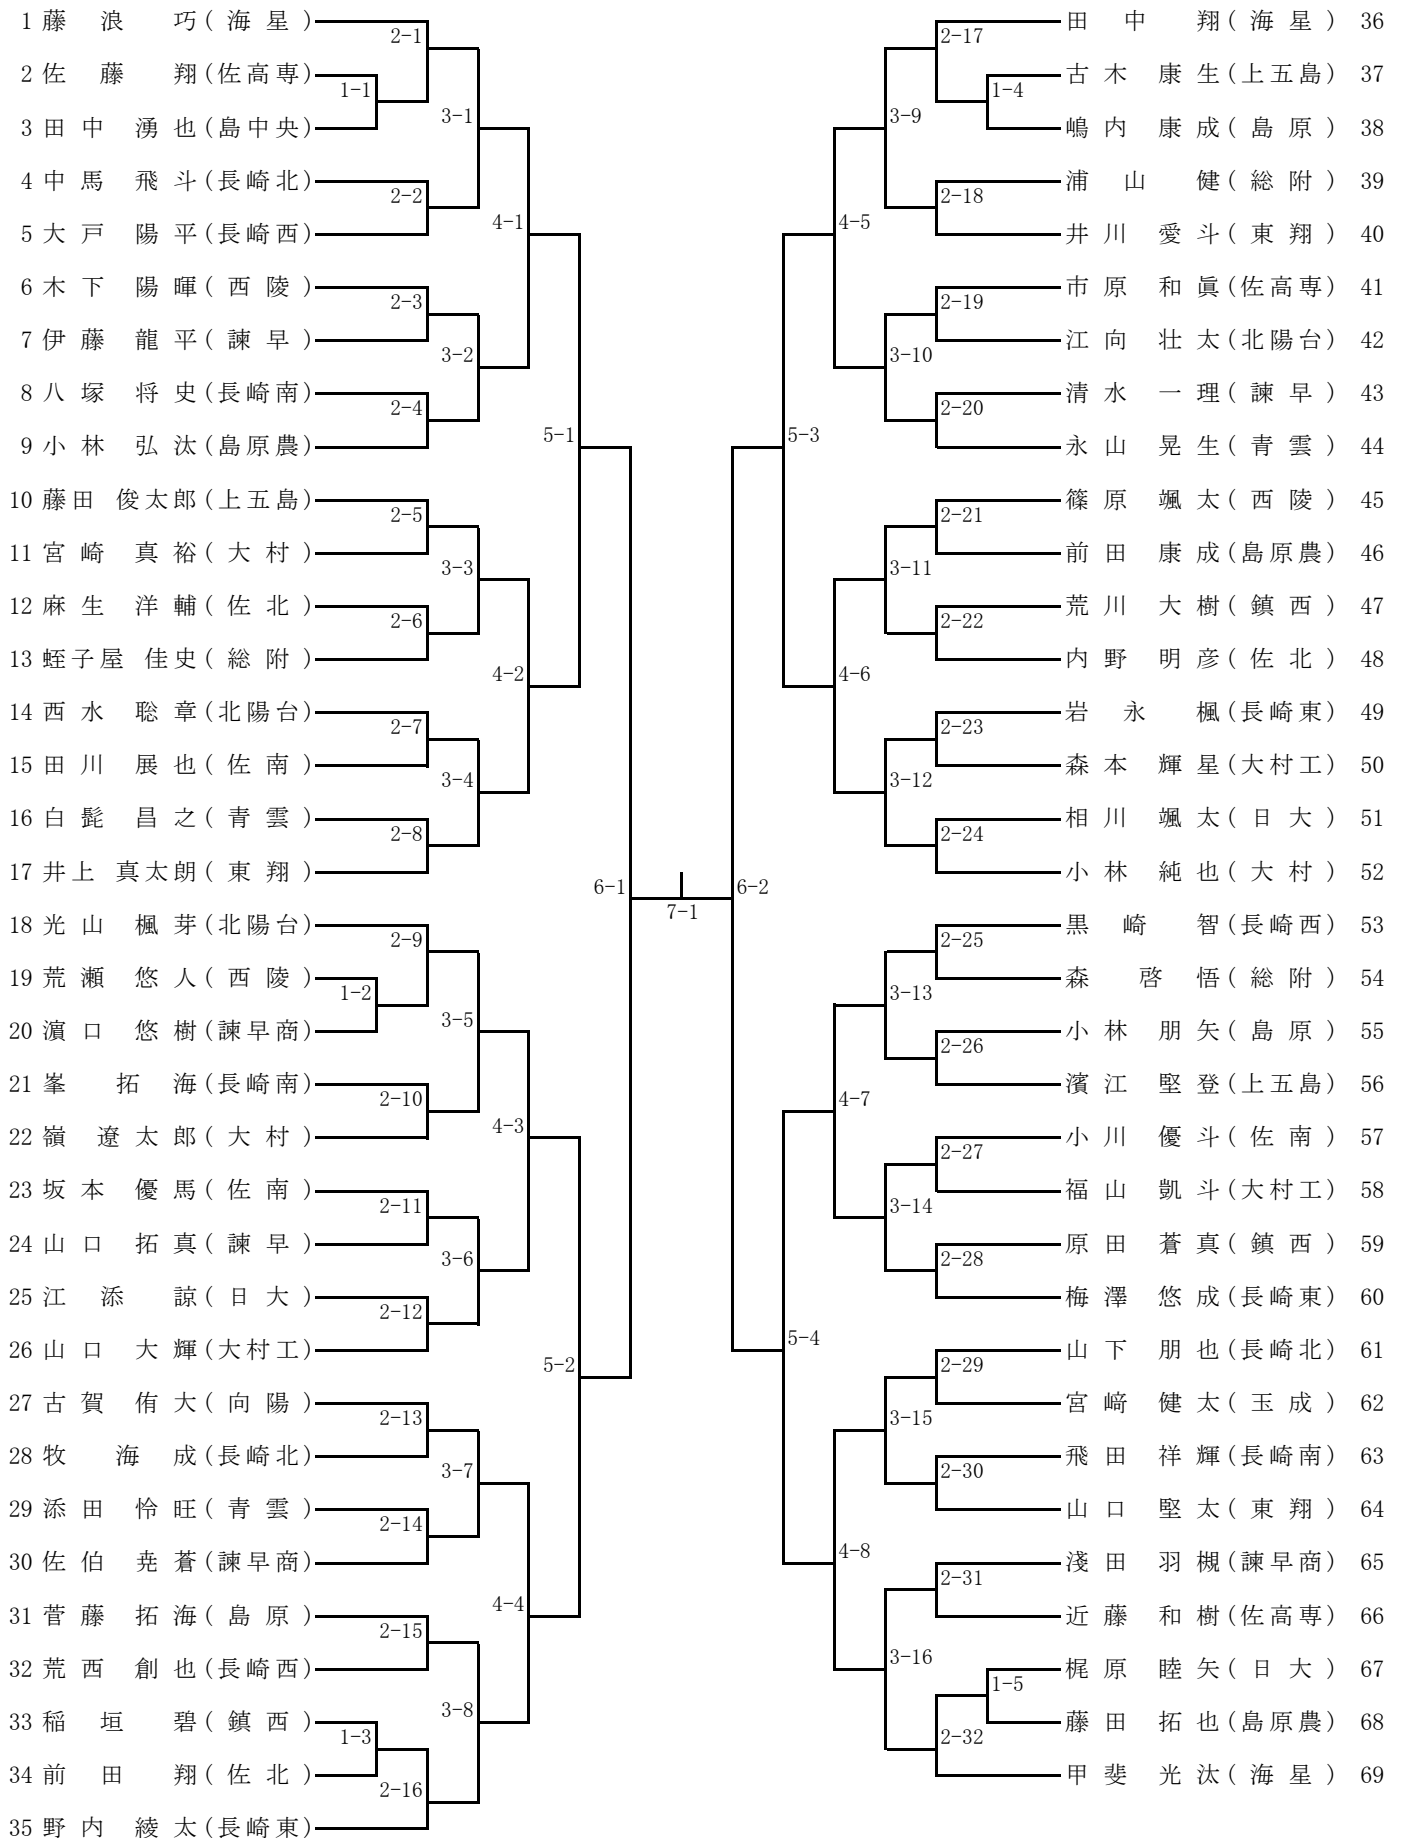 1 藤浪 巧(海星)
2 佐藤 翔(佐高専)
3 田中 湧也(島中央)
4 中馬 飛斗(長崎北)
5 大戸 陽平(長崎西)
6 木下 陽暉(西陵)
7 伊藤 龍平(諫早)
8 八塚 将史(長崎南)
9 小林 弘汰(島原農)
10 藤田 俊太郎(上五島)
11 宮崎 真裕(大村)
12 麻生 洋輔(佐北)
13 蛭子屋 佳史(総附)
14 西水 聡章(北陽台)
15 田川 展也(佐南)
16 白髭 昌之(青雲)
17 井上 真太朗(東翔)
18 光山 楓芽(北陽台)
19 荒瀬 悠人(西陵)
20 濵口 悠樹(諫早商)
21 峯 拓海(長崎南)
22 嶺 遼太郎(大村)
23 坂本 優馬(佐南)
24 山口 拓真(諫早)
25 江添 諒(日大)
26 山口 大輝(大村工)
27 古賀 侑大(向陽)
28 牧 海成(長崎北)
29 添田 怜旺(青雲)
30 佐伯 尭蒼(諫早商)
31 菅藤 拓海(島原)
32 荒西 創也(長崎西)
33 稲垣 碧(鎮西)
34 前田 翔(佐北)
35 野内 綾太(長崎東)
1-1
1-2
1-3
2-1
2-2
2-3
2-4
2-5
2-6
2-7
2-8
2-9
2-10
2-11
2-12
2-13
2-14
2-15
2-16
3-1
3-2
3-3
3-4
3-5
3-6
3-7
3-8
4-1
4-2
4-3
4-4
5-1
5-2
6-1
7-1
6-2
5-3
5-4
4-5
4-6
4-7
4-8
3-9
3-10
3-11
3-12
3-13
3-14
3-15
3-16
2-17
2-18
2-19
2-20
2-21
2-22
2-23
2-24
2-25
2-26
2-27
2-28
2-29
2-30
2-31
2-32
1-4
1-5
田中 翔(海星) 36
古木 康生(上五島) 37
嶋内 康成(島原) 38
浦山 健(総附) 39
井川 愛斗(東翔) 40
市原 和眞(佐高専) 41
江向 壮太(北陽台) 42
清水 一理(諫早) 43
永山 晃生(青雲) 44
篠原 颯太(西陵) 45
前田 康成(島原農) 46
荒川 大樹(鎮西) 47
内野 明彦(佐北) 48
岩永 楓(長崎東) 49
森本 輝星(大村工) 50
相川 颯太(日大) 51
小林 純也(大村) 52
黒崎 智(長崎西) 53
森 啓悟(総附) 54
小林 朋矢(島原) 55
濱江 堅登(上五島) 56
小川 優斗(佐南) 57
福山 凱斗(大村工) 58
原田 蒼真(鎮西) 59
梅澤 悠成(長崎東) 60
山下 朋也(長崎北) 61
宮﨑 健太(玉成) 62
飛田 祥輝(長崎南) 63
山口 堅太(東翔) 64
淺田 羽槻(諫早商) 65
近藤 和樹(佐高専) 66
梶原 睦矢(日大) 67
藤田 拓也(島原農) 68
甲斐 光汰(海星) 69